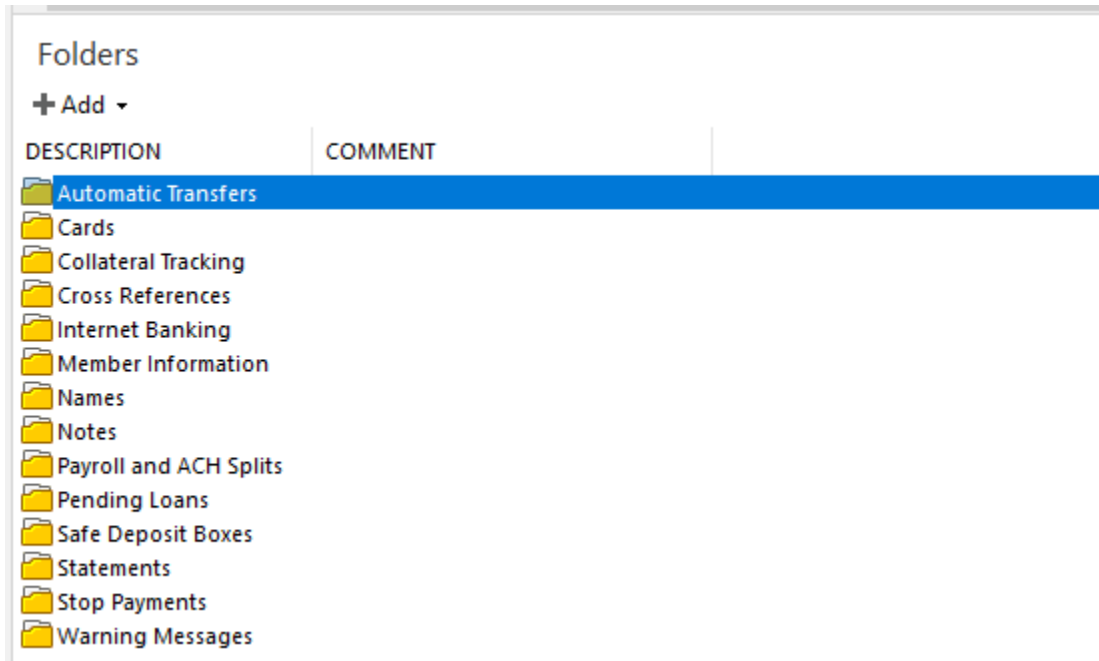 Folders
Add
DESCRIPTION COMMENT
Automatic Transfers
Cards
Collateral Tracking
Cross References
Internet Banking
Member Information
Names
Notes
Payroll and ACH Splits
Pending Loans
Safe Deposit Boxes
Statements
Stop Payments
Warning Messages